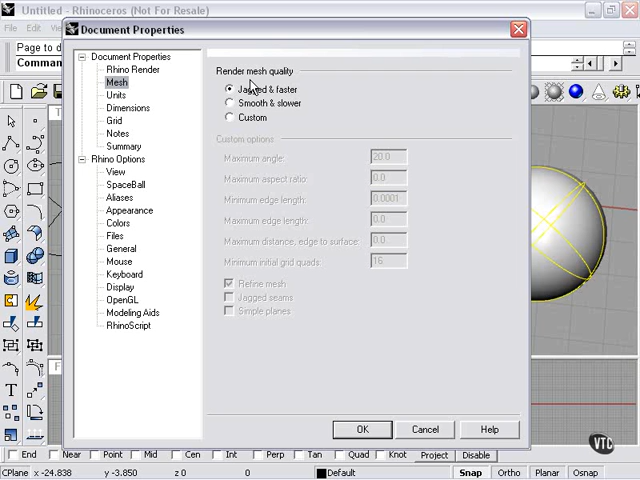 Untitled - Rhinoceros (Not For Resale)
File
Edit
Page to d
Comman
Document Properties
Document Properties
Rhino Render
Mesh
Units
Dimensions
Grid
Notes
Summary
Rhino Options
View
SpaceBall
Aliases
Appearance
Colors
Files
General
Mouse
Keyboard
Display
OpenGL
Modeling Aids
RhinoScript
Render mesh quality
Jagged & faster
Smooth & slower
Custom
Custom options
Maximum angle: 20.0
Maximum aspect ratio: 0.0
Minimum edge length: 0.0001
Maximum edge length: 0.0
Maximum distance, edge to surface: 0.0
Minimum initial grid quads: 16
Refine mesh
Jagged seams
Simple planes
OK Cancel Help
VTC
End Near Point Mid Cen Int Perp Tan Quad Knot Project Disable
CPlane x -24.838 y -3.850 z 0 Default Snap Ortho Planar Osnap